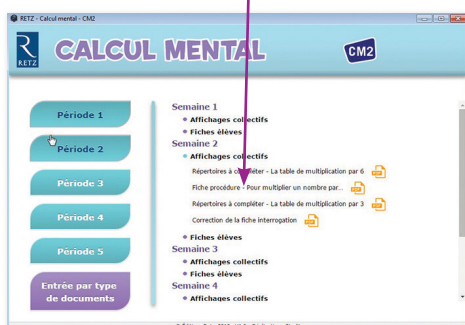 RETZ - Calcul mental - CM2
RETZ
CALCUL MENTAL
CM2
Période 1
Période 2
Période 3
Période 4
Période 5
Entrée par type
de documents
Semaine 1
Affichages collectifs
Fiches élèves
Semaine 2
Affichages collectifs
Répertoires à compléter - La table de multiplication par 6
Fiche procédure - Pour multiplier un nombre par...
Répertoires à compléter - La table de multiplication par 3
Correction de la fiche interrogation
Fiches élèves
Semaine 3
Affichages collectifs
Fiches élèves
Semaine 4
Affichages collectifs